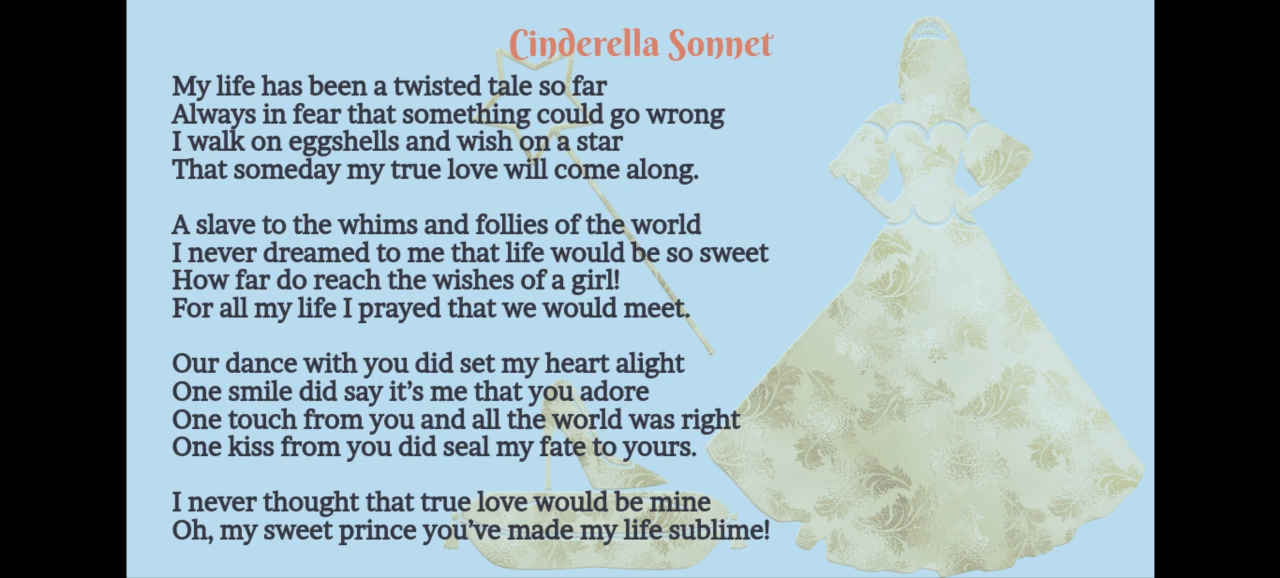 Cinderella Sonnet
My life has been a twisted tale so far
Always in fear that something could go wrong
I walk on eggshells and wish on a star
That someday my true love will come along.
A slave to the whims and follies of the world
I never dreamed to me that life would be so sweet
How far do reach the wishes of a girl!
For all my life I prayed that we would meet.
Our dance with you did set my heart alight
One smile did say it's me that you adore
One touch from you and all the world was right
One kiss from you did seal my fate to yours.
I never thought that true love would be mine
Oh, my sweet prince you've made my life sublime!